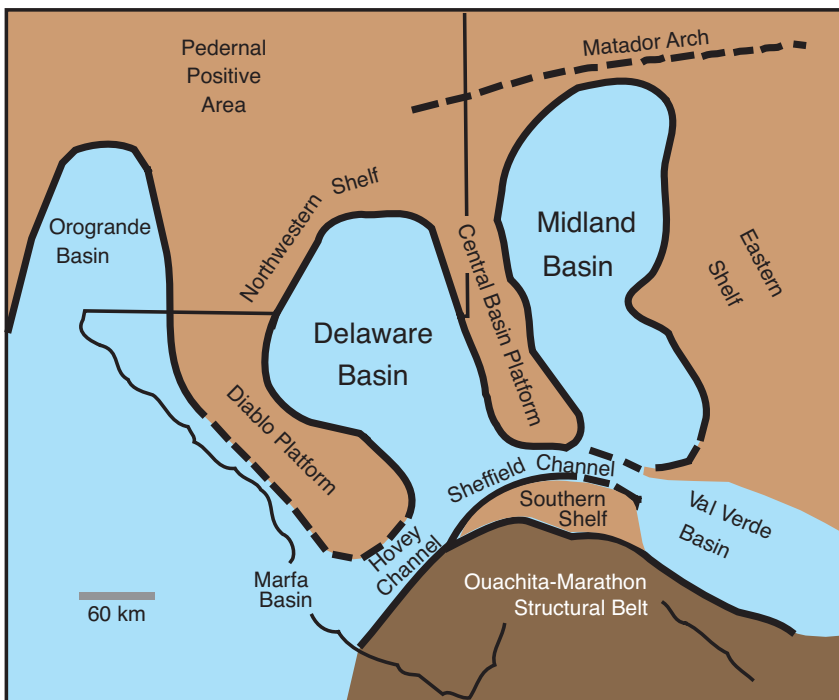 Pedernal
Positive
Area
Matador Arch
Orogrande
Basin
Northwestern Shelf
Central Basin Platform
Midland
Basin
Eastern
Shelf
Delaware
Basin
Diablo Platform
Sheffield Channel
Southern
Shelf
Val Verde
Basin
Hovey
Channel
Marfa
Basin
Ouachita-Marathon
Structural Belt
60 km